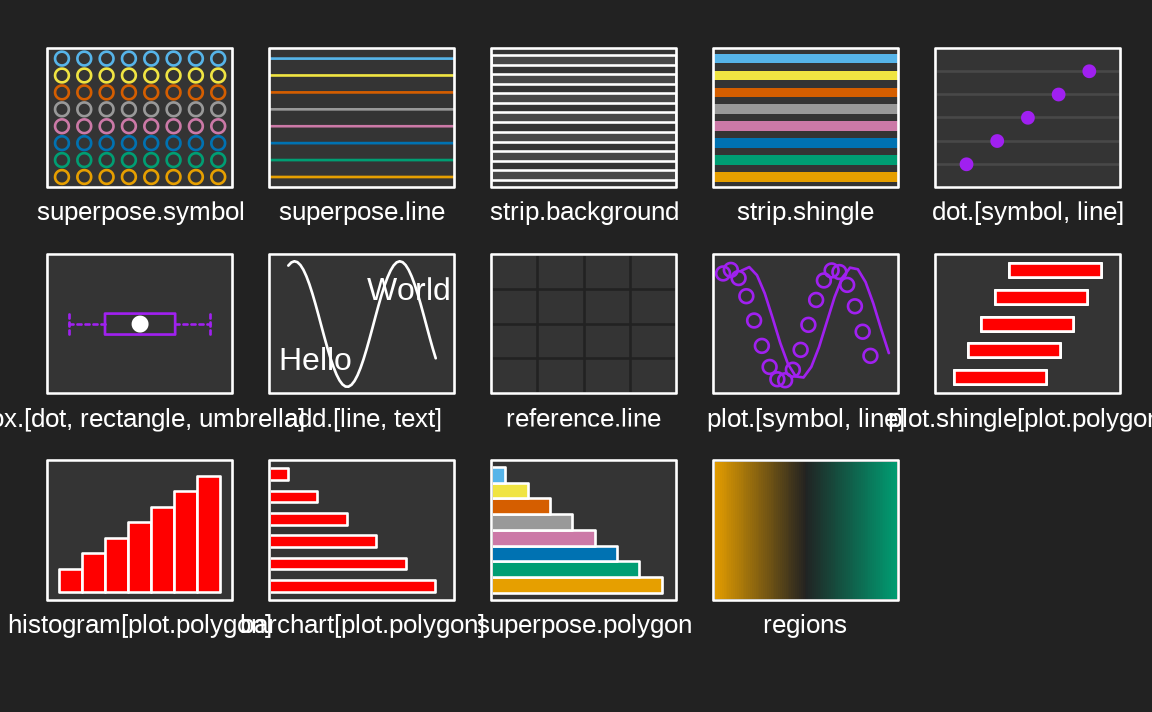 superpose.symbol
superpose.line
strip.background
strip.shingle
dot.[symbol, line]
World
Hello
ox.[dot, rectangle, umbrella]
add.[line, text]
reference.line
plot.[symbol, line]
plot.shingle[plot.polygon
histogram[plot.polygon]
barchart[plot.polygon]
superpose.polygon
regions